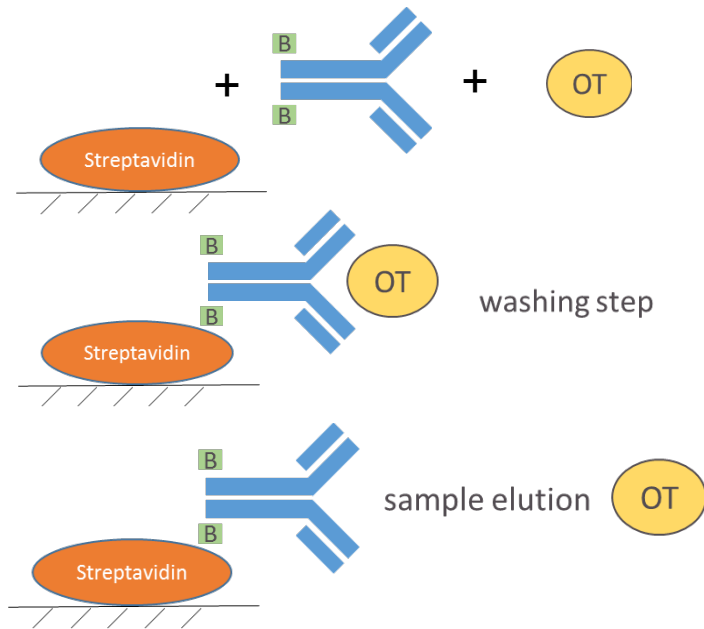 B
+
+
OT
B
Streptavidin
B
OT
washing step
B
Streptavidin
B
sample elution
OT
B
Streptavidin